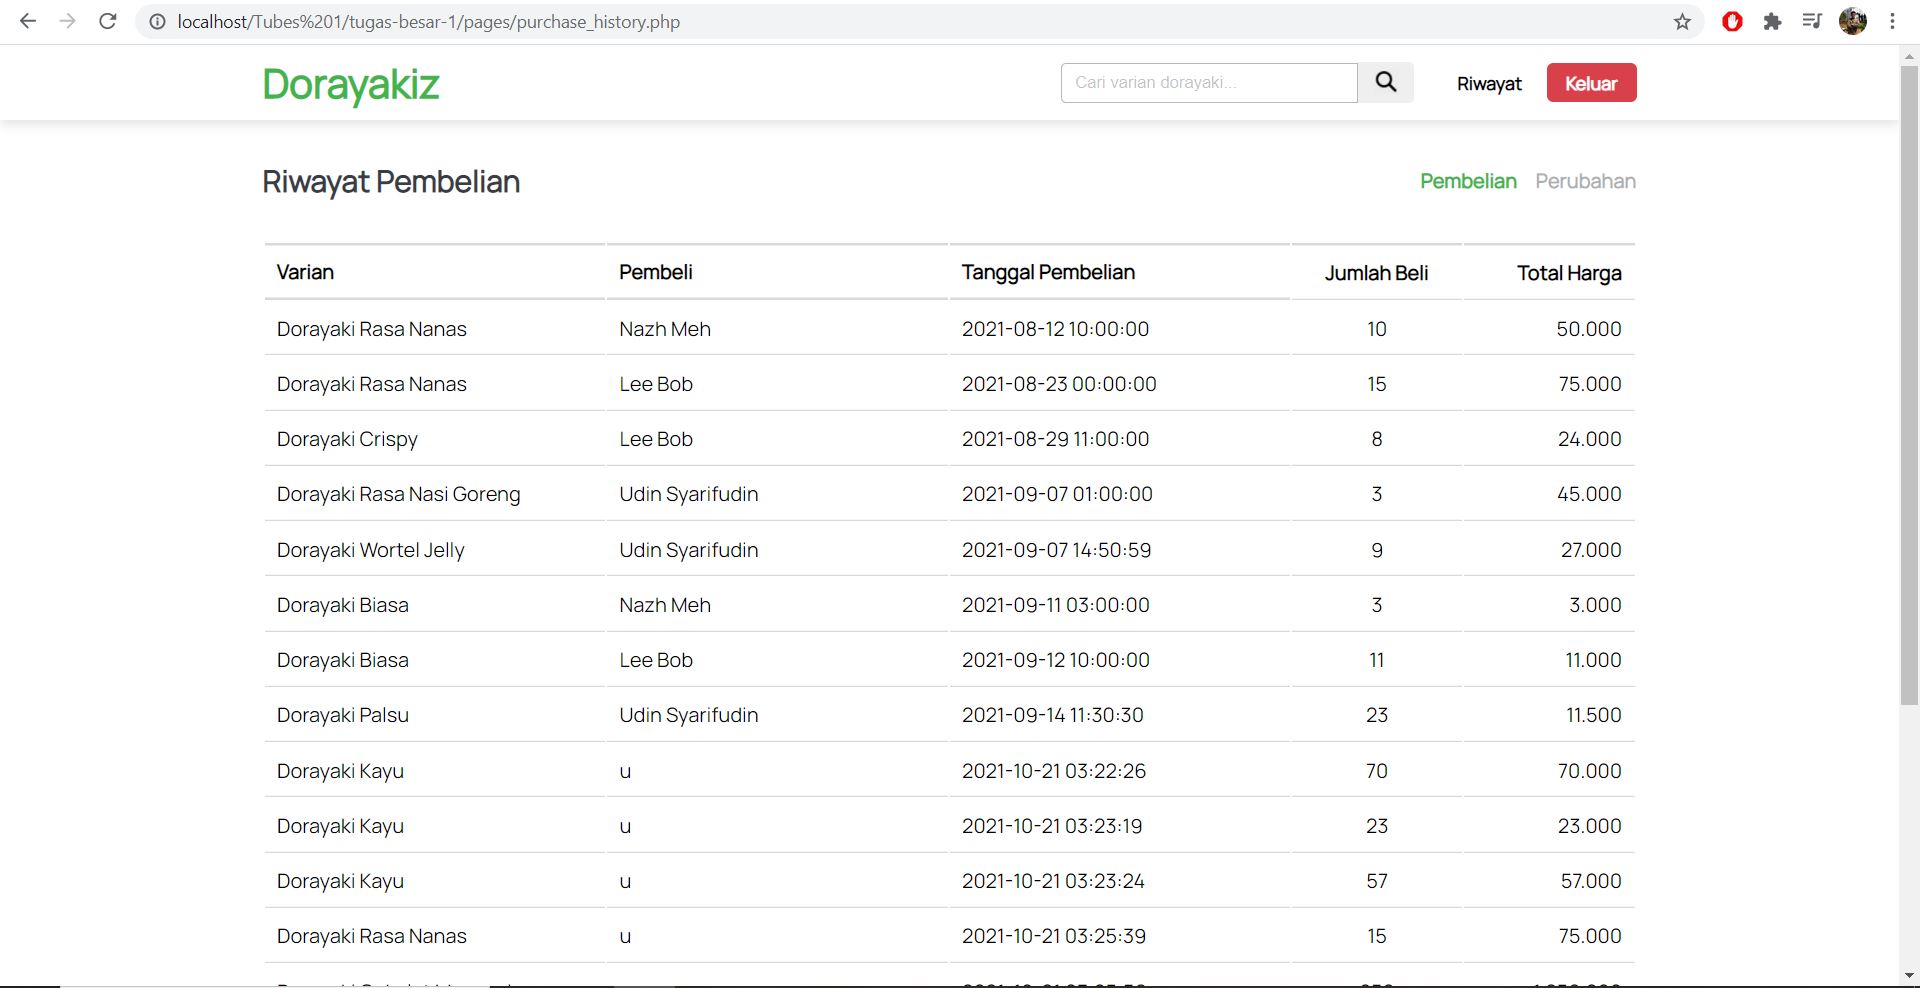 localhost/Tubes%201/tugas-besar-1/pages/purchase_history.php
Dorayakiz
Cari varian dorayaki...
Riwayat
Keluar
Riwayat Pembelian
Pembelian Perubahan
Varian Pembeli Tanggal Pembelian Jumlah Beli Total Harga
Dorayaki Rasa Nanas Nazh Meh 2021-08-12 10:00:00 10 50.000
Dorayaki Rasa Nanas Lee Bob 2021-08-23 00:00:00 15 75.000
Dorayaki Crispy Lee Bob 2021-08-29 11:00:00 8 24.000
Dorayaki Rasa Nasi Goreng Udin Syarifudin 2021-09-07 01:00:00 3 45.000
Dorayaki Wortel Jelly Udin Syarifudin 2021-09-07 14:50:59 9 27.000
Dorayaki Biasa Nazh Meh 2021-09-11 03:00:00 3 3.000
Dorayaki Biasa Lee Bob 2021-09-12 10:00:00 11 11.000
Dorayaki Palsu Udin Syarifudin 2021-09-14 11:30:30 23 11.500
Dorayaki Kayu u 2021-10-21 03:22:26 70 70.000
Dorayaki Kayu u 2021-10-21 03:23:19 23 23.000
Dorayaki Kayu u 2021-10-21 03:23:24 57 57.000
Dorayaki Rasa Nanas u 2021-10-21 03:25:39 15 75.000